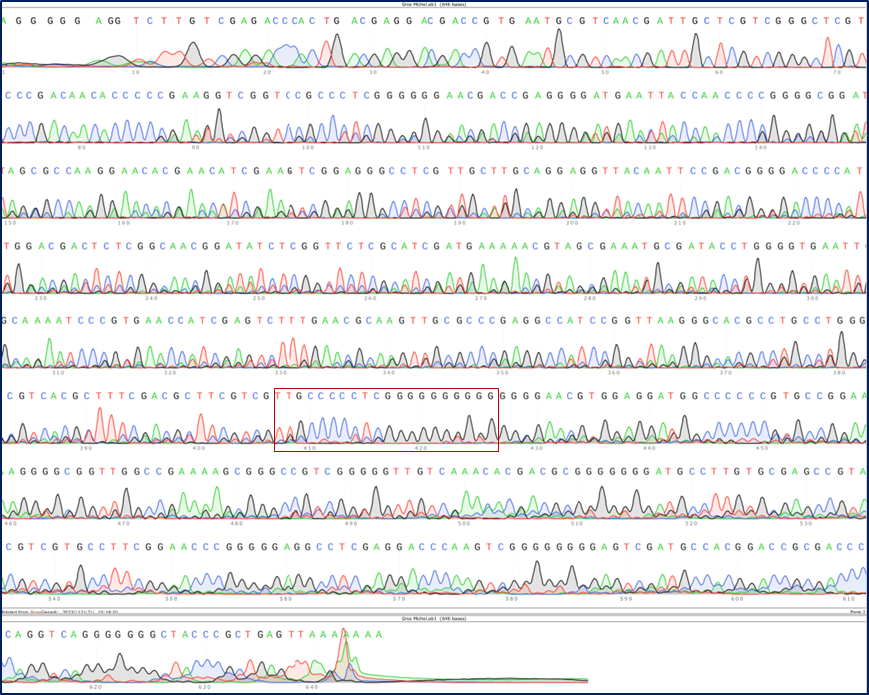 Gros Michel.ab1 (646 bases)
A G G G G G A G G T C T T G T C G A G A C C C A C T G A C G A G G A C G A C C G T G A A T G C G T C A A C G A T T G C T C G T C G G G C T C G T
10 20 30 40 50 60 70
C C C G A C A A C A C C C C C G A A G G T C G G T C C G C C C T C G G G G G G A A C G A C C G A G G G G A T G A A T T A C C A A C C C C G G G G C G G A T
80 90 100 110 120 130 140
T A G C G C C A A G G A A C A C G A A C A T C G A A G T C G G A G G G C C T C G T T G C T T G C A G G A G G T T A C A A T T C C G A C G G G G A C C C C A T
150 160 170 180 190 200 210 220
T G G A C G A C T C T C G G C A A C G G A T A T C T C G G T T C T C G C A T C G A T G A A A A A C G T A G C G A A A T G C G A T A C C T G G G G T G A A T T
230 240 250 260 270 280 290 300
G C A A A A T C C C G T G A A C C A T C G A G T C T T T G A A C G C A A G T T G C G C C C G A G G C C A T C C G G T T A A G G G C A C G C C T G C C T G G G
310 320 330 340 350 360 370 380
C G T C A C G C T T T C G A C G C T T C G T C G T T G C C C C C T C G G G G G G G G G G G G G G A A C G T G G A G G A T G G C C C C C C G T G C C G G A A
390 400 410 420 430 440 450
A A G G G G C G G T T G G C C G A A A A G C G G G C C G T C G G G G G T T G T C A A A C A C G A C G C G G G G G G G A T G C C T T G T G C G A G C C G T A
460 470 480 490 500 510 520 530
540 550 560 570 580 590 600 610
Gros Michel.ab1 (646 bases)
C A G G T C A G G G G G G G C T A C C C G C T G A G T T A A A A A A A A
620 630 640